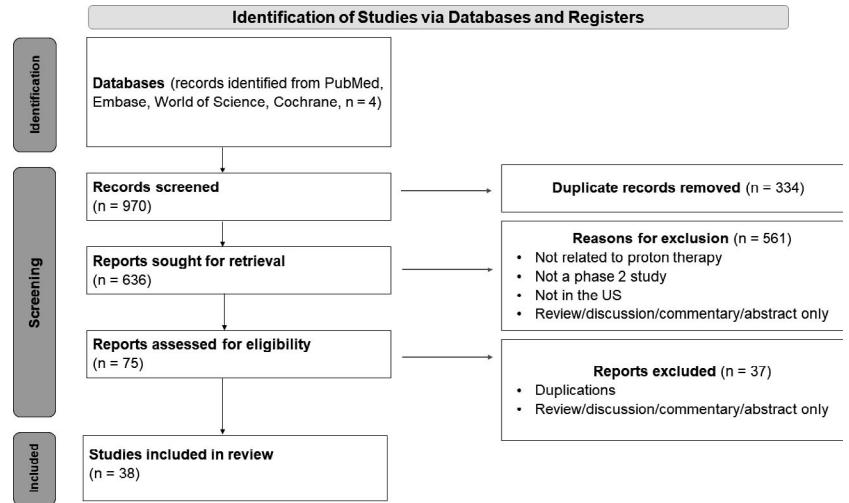 Identification of Studies via Databases and Registers
Identification
Databases (records identified from PubMed,
Embase, World of Science, Cochrane, n = 4)
Screening
Records screened
(n = 970)
Duplicate records removed (n = 334)
Reports sought for retrieval
(n = 636)
Reasons for exclusion (n = 561)
• Not related to proton therapy
• Not a phase 2 study
• Not in the US
• Review/discussion/commentary/abstract only
Reports assessed for eligibility
(n = 75)
Reports excluded (n = 37)
• Duplications
• Review/discussion/commentary/abstract only
Included
Studies included in review
(n = 38)